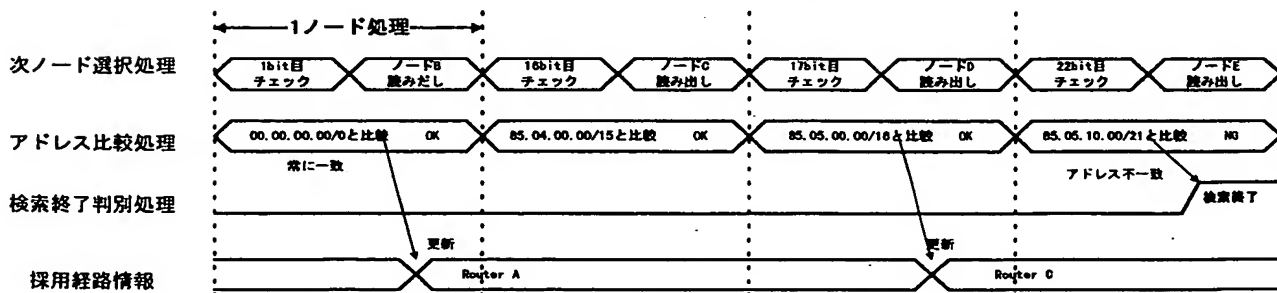 1ノード処理
次ノード選択処理
1bit目
チェック
ノードB
読みだし
16bit目
チェック
ノードC
読み出し
17bit目
チェック
ノードD
読み出し
22bit目
チェック
ノードE
読み出し
アドレス比較処理
00.00.00.00/0と比較 OK
85.04.00.00/15と比較 OK
85.05.00.00/16と比較 OK
85.05.10.00/21と比較 NG
常に一致
アドレス不一致
検索終了判別処理
検索終了
更新
更新
採用経路情報
Router A
Router C